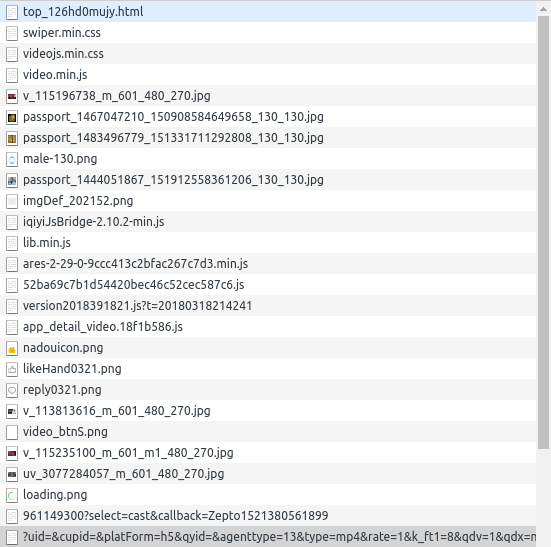 top_126hd0mujy.html
swiper.min.css
videojs.min.css
video.min.js
v_115196738_m_601_480_270.jpg
passport_1467047210_150908584649658_130_130.jpg
passport_1483496779_151331711292808_130_130.jpg
male-130.png
passport_1444051867_151912558361206_130_130.jpg
imgDef_202152.png
iqiyiJsBridge-2.10.2-min.js
lib.min.js
ares-2-29-0-9ccc413c2bfac267c7d3.min.js
52ba69c7b1d54420bec46c52cec587c6.js
version2018391821.js?t=20180318214241
app_detail_video.18f1b586.js
nadouicon.png
likeHand0321.png
reply0321.png
v_113813616_m_601_480_270.jpg
video_btnS.png
v_115235100_m_601_m1_480_270.jpg
uv_3077284057_m_601_480_270.jpg
loading.png
961149300?select=cast&callback=Zepto1521380561899
?uid=&cupid=&platForm=h5&qyid=&agenttype=13&type=mp4&rate=1&k_ft1=8&qdv=1&qdx=n